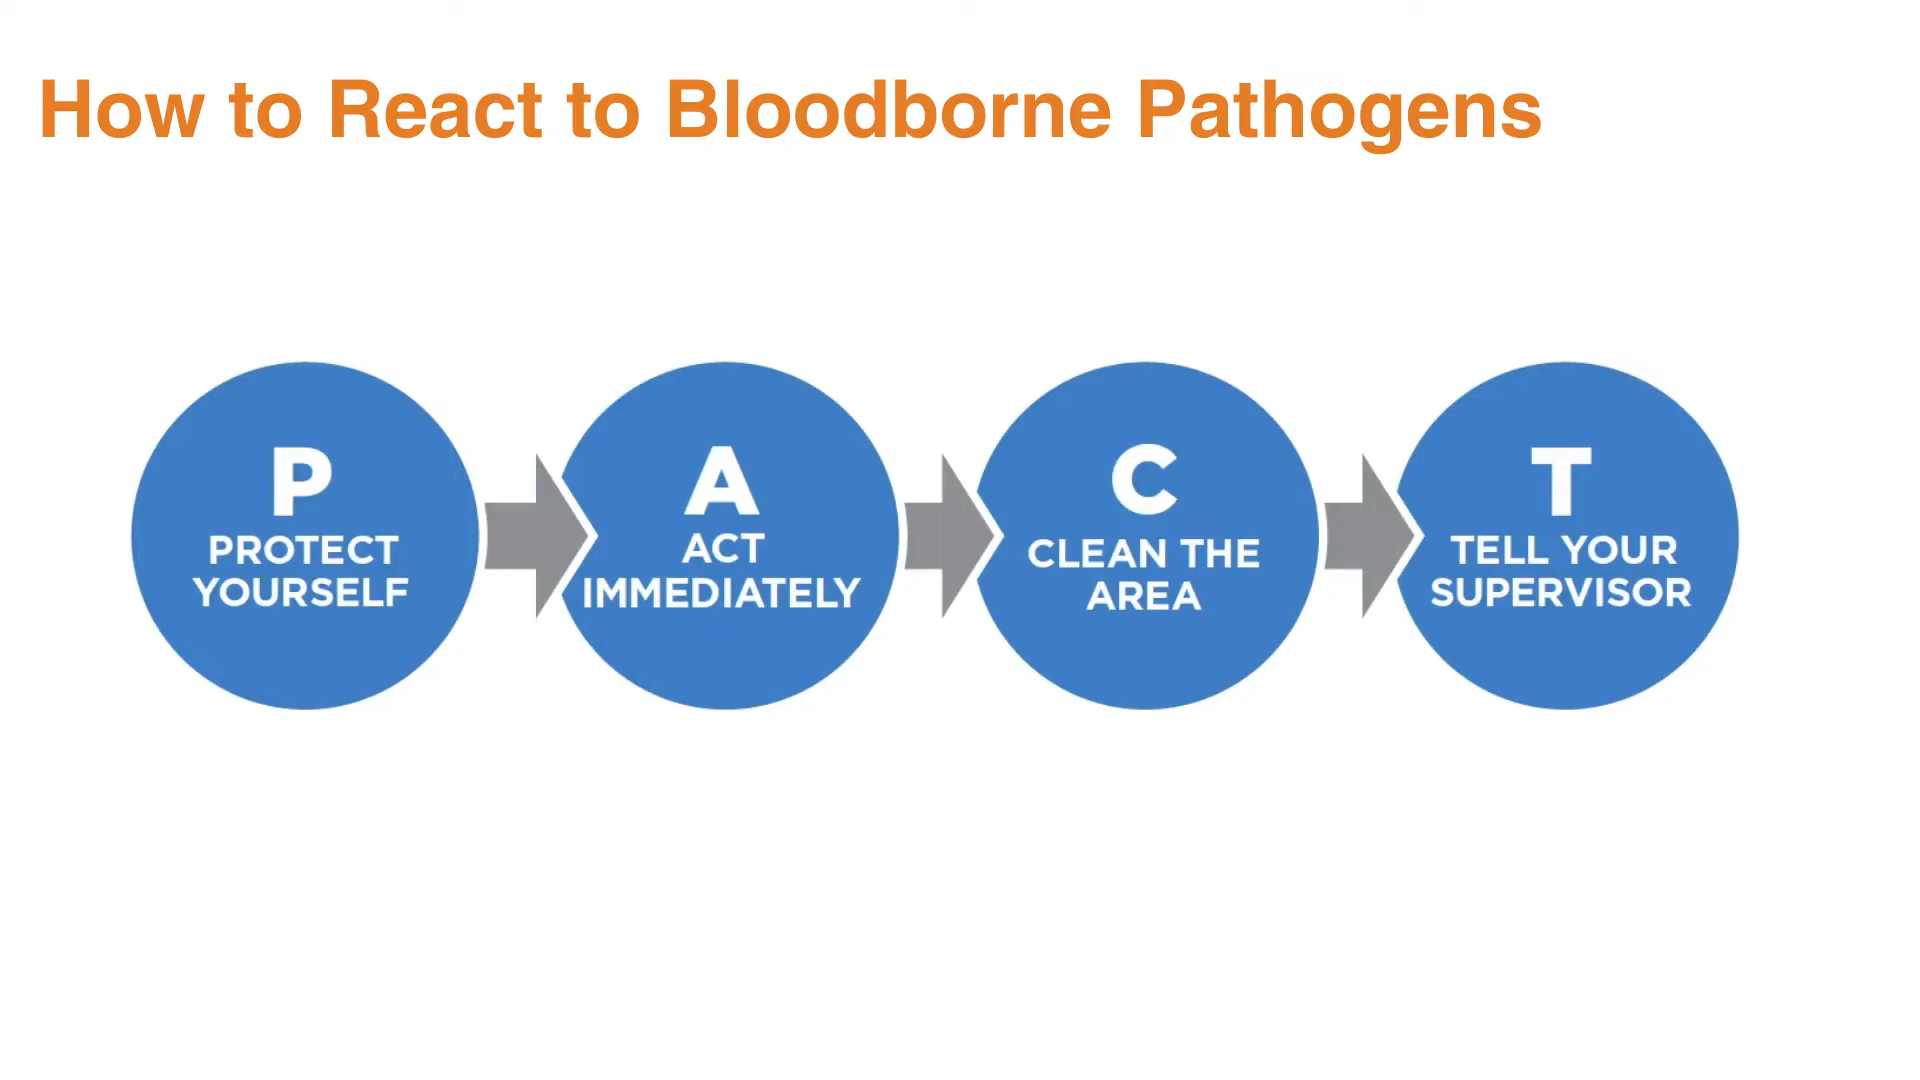 How to React to Bloodborne Pathogens
P
PROTECT
YOURSELF
A
ACT
IMMEDIATELY
C
CLEAN THE
AREA
T
TELL YOUR
SUPERVISOR